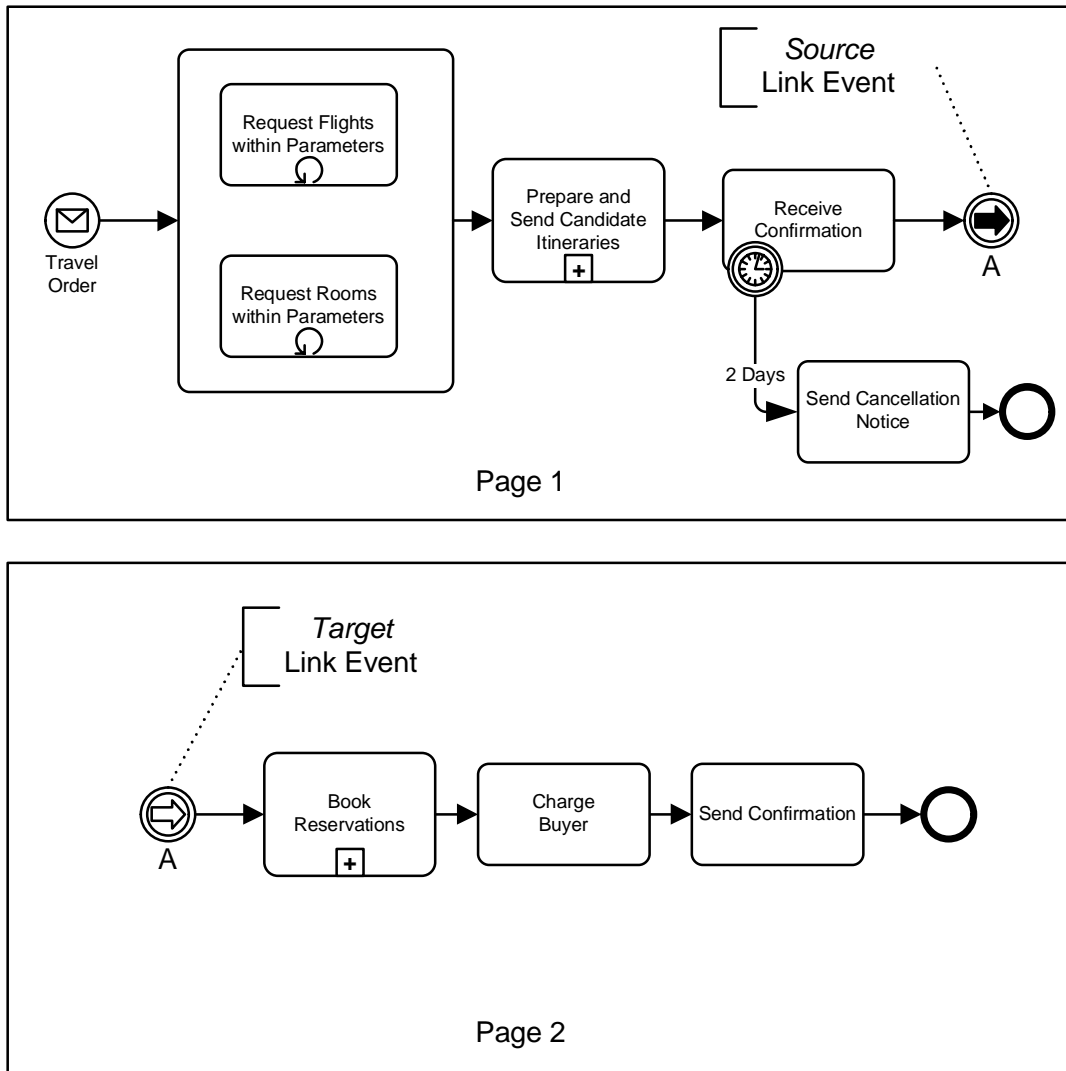 Source
Link Event
Request Flights
within Parameters
Prepare and
Send Candidate
Itineraries
Receive
Confirmation
Travel
Order
A
Request Rooms
within Parameters
2 Days
Send Cancellation
Notice
Page 1
Target
Link Event
A
Book
Reservations
Charge
Buyer
Send Confirmation
Page 2